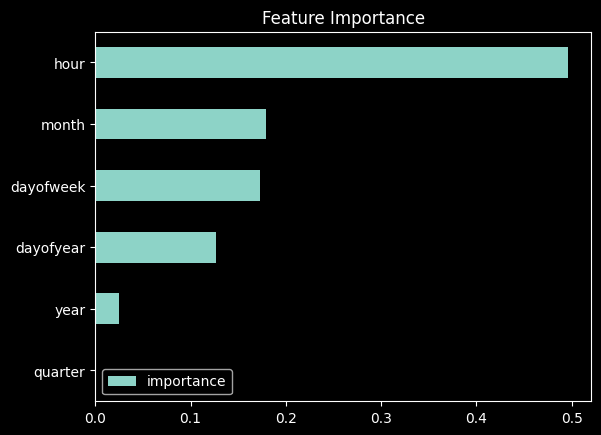 Feature Importance
hour
month
dayofweek
dayofyear
year
quarter
importance
0.0 0.1 0.2 0.3 0.4 0.5